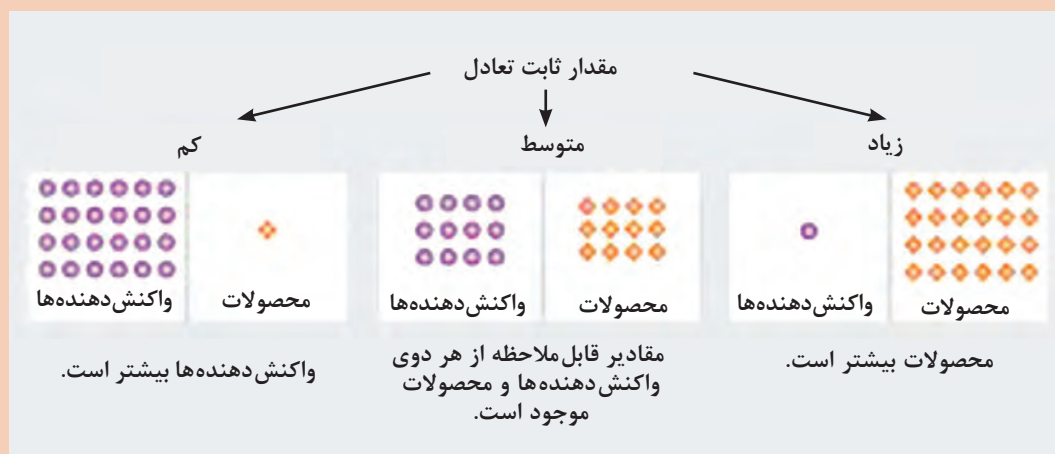 مقدار ثابت تعادل
زیاد
متوسط
کم
واکنش‌دهنده‌ها
محصولات
محصولات بیشتر است.
واکنش‌دهنده‌ها
محصولات
مقادیر قابل‌ملاحظه از هر دوی
واکنش‌دهنده‌ها و محصولات
موجود است.
واکنش‌دهنده‌ها
محصولات
واکنش‌دهنده‌ها بیشتر است.